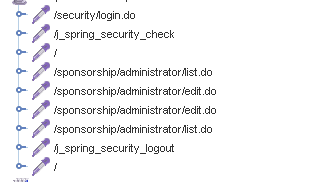 /security/login.do
/j_spring_security_check
/
/sponsorship/administrator/list.do
/sponsorship/administrator/edit.do
/sponsorship/administrator/edit.do
/sponsorship/administrator/list.do
/j_spring_security_logout
/